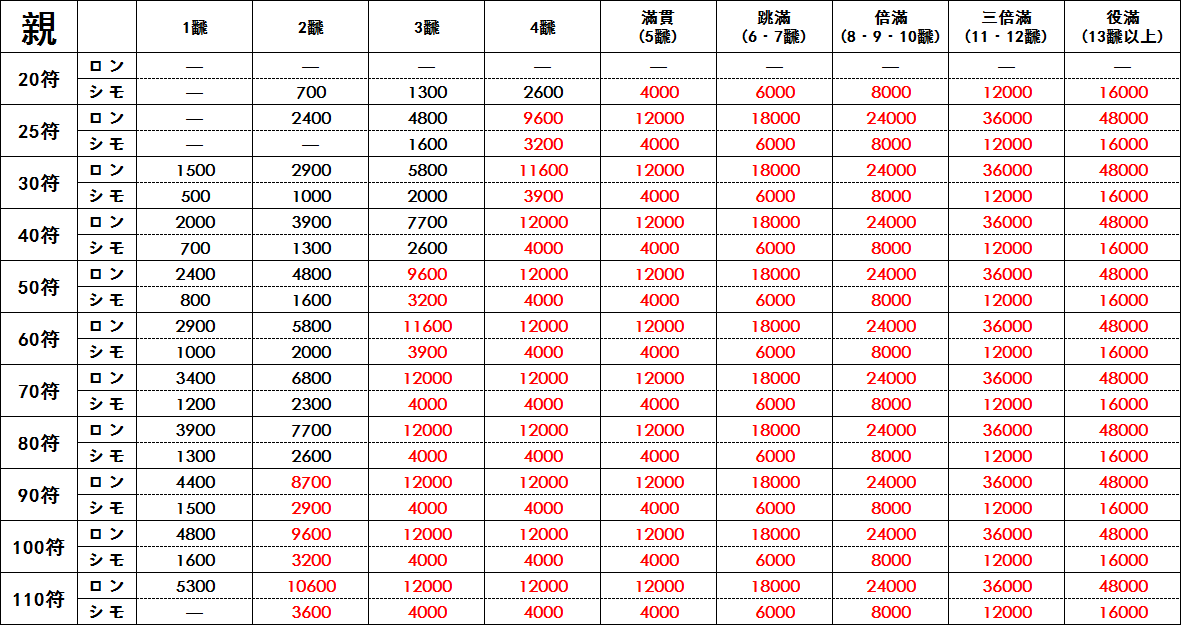 親 1飜 2飜 3飜 4飜 滿貫 跳滿 倍滿 三倍滿 役滿
(5飜) (6・7飜) (8・9・10飜) (11・12飜) (13飜以上)
20符 ロン — — — — — — — — —
シモ — 700 1300 2600 4000 6000 8000 12000 16000
25符 ロン — 2400 4800 9600 12000 18000 24000 36000 48000
シモ — — 1600 3200 4000 6000 8000 12000 16000
30符 ロン 1500 2900 5800 11600 12000 18000 24000 36000 48000
シモ 500 1000 2000 3900 4000 6000 8000 12000 16000
40符 ロン 2000 3900 7700 12000 12000 18000 24000 36000 48000
シモ 700 1300 2600 4000 4000 6000 8000 12000 16000
50符 ロン 2400 4800 9600 12000 12000 18000 24000 36000 48000
シモ 800 1600 3200 4000 4000 6000 8000 12000 16000
60符 ロン 2900 5800 11600 12000 12000 18000 24000 36000 48000
シモ 1000 2000 3900 4000 4000 6000 8000 12000 16000
70符 ロン 3400 6800 12000 12000 12000 18000 24000 36000 48000
シモ 1200 2300 4000 4000 4000 6000 8000 12000 16000
80符 ロン 3900 7700 12000 12000 12000 18000 24000 36000 48000
シモ 1300 2600 4000 4000 4000 6000 8000 12000 16000
90符 ロン 4400 8700 12000 12000 12000 18000 24000 36000 48000
シモ 1500 2900 4000 4000 4000 6000 8000 12000 16000
100符 ロン 4800 9600 12000 12000 12000 18000 24000 36000 48000
シモ 1600 3200 4000 4000 4000 6000 8000 12000 16000
110符 ロン 5300 10600 12000 12000 12000 18000 24000 36000 48000
シモ — 3600 4000 4000 4000 6000 8000 12000 16000